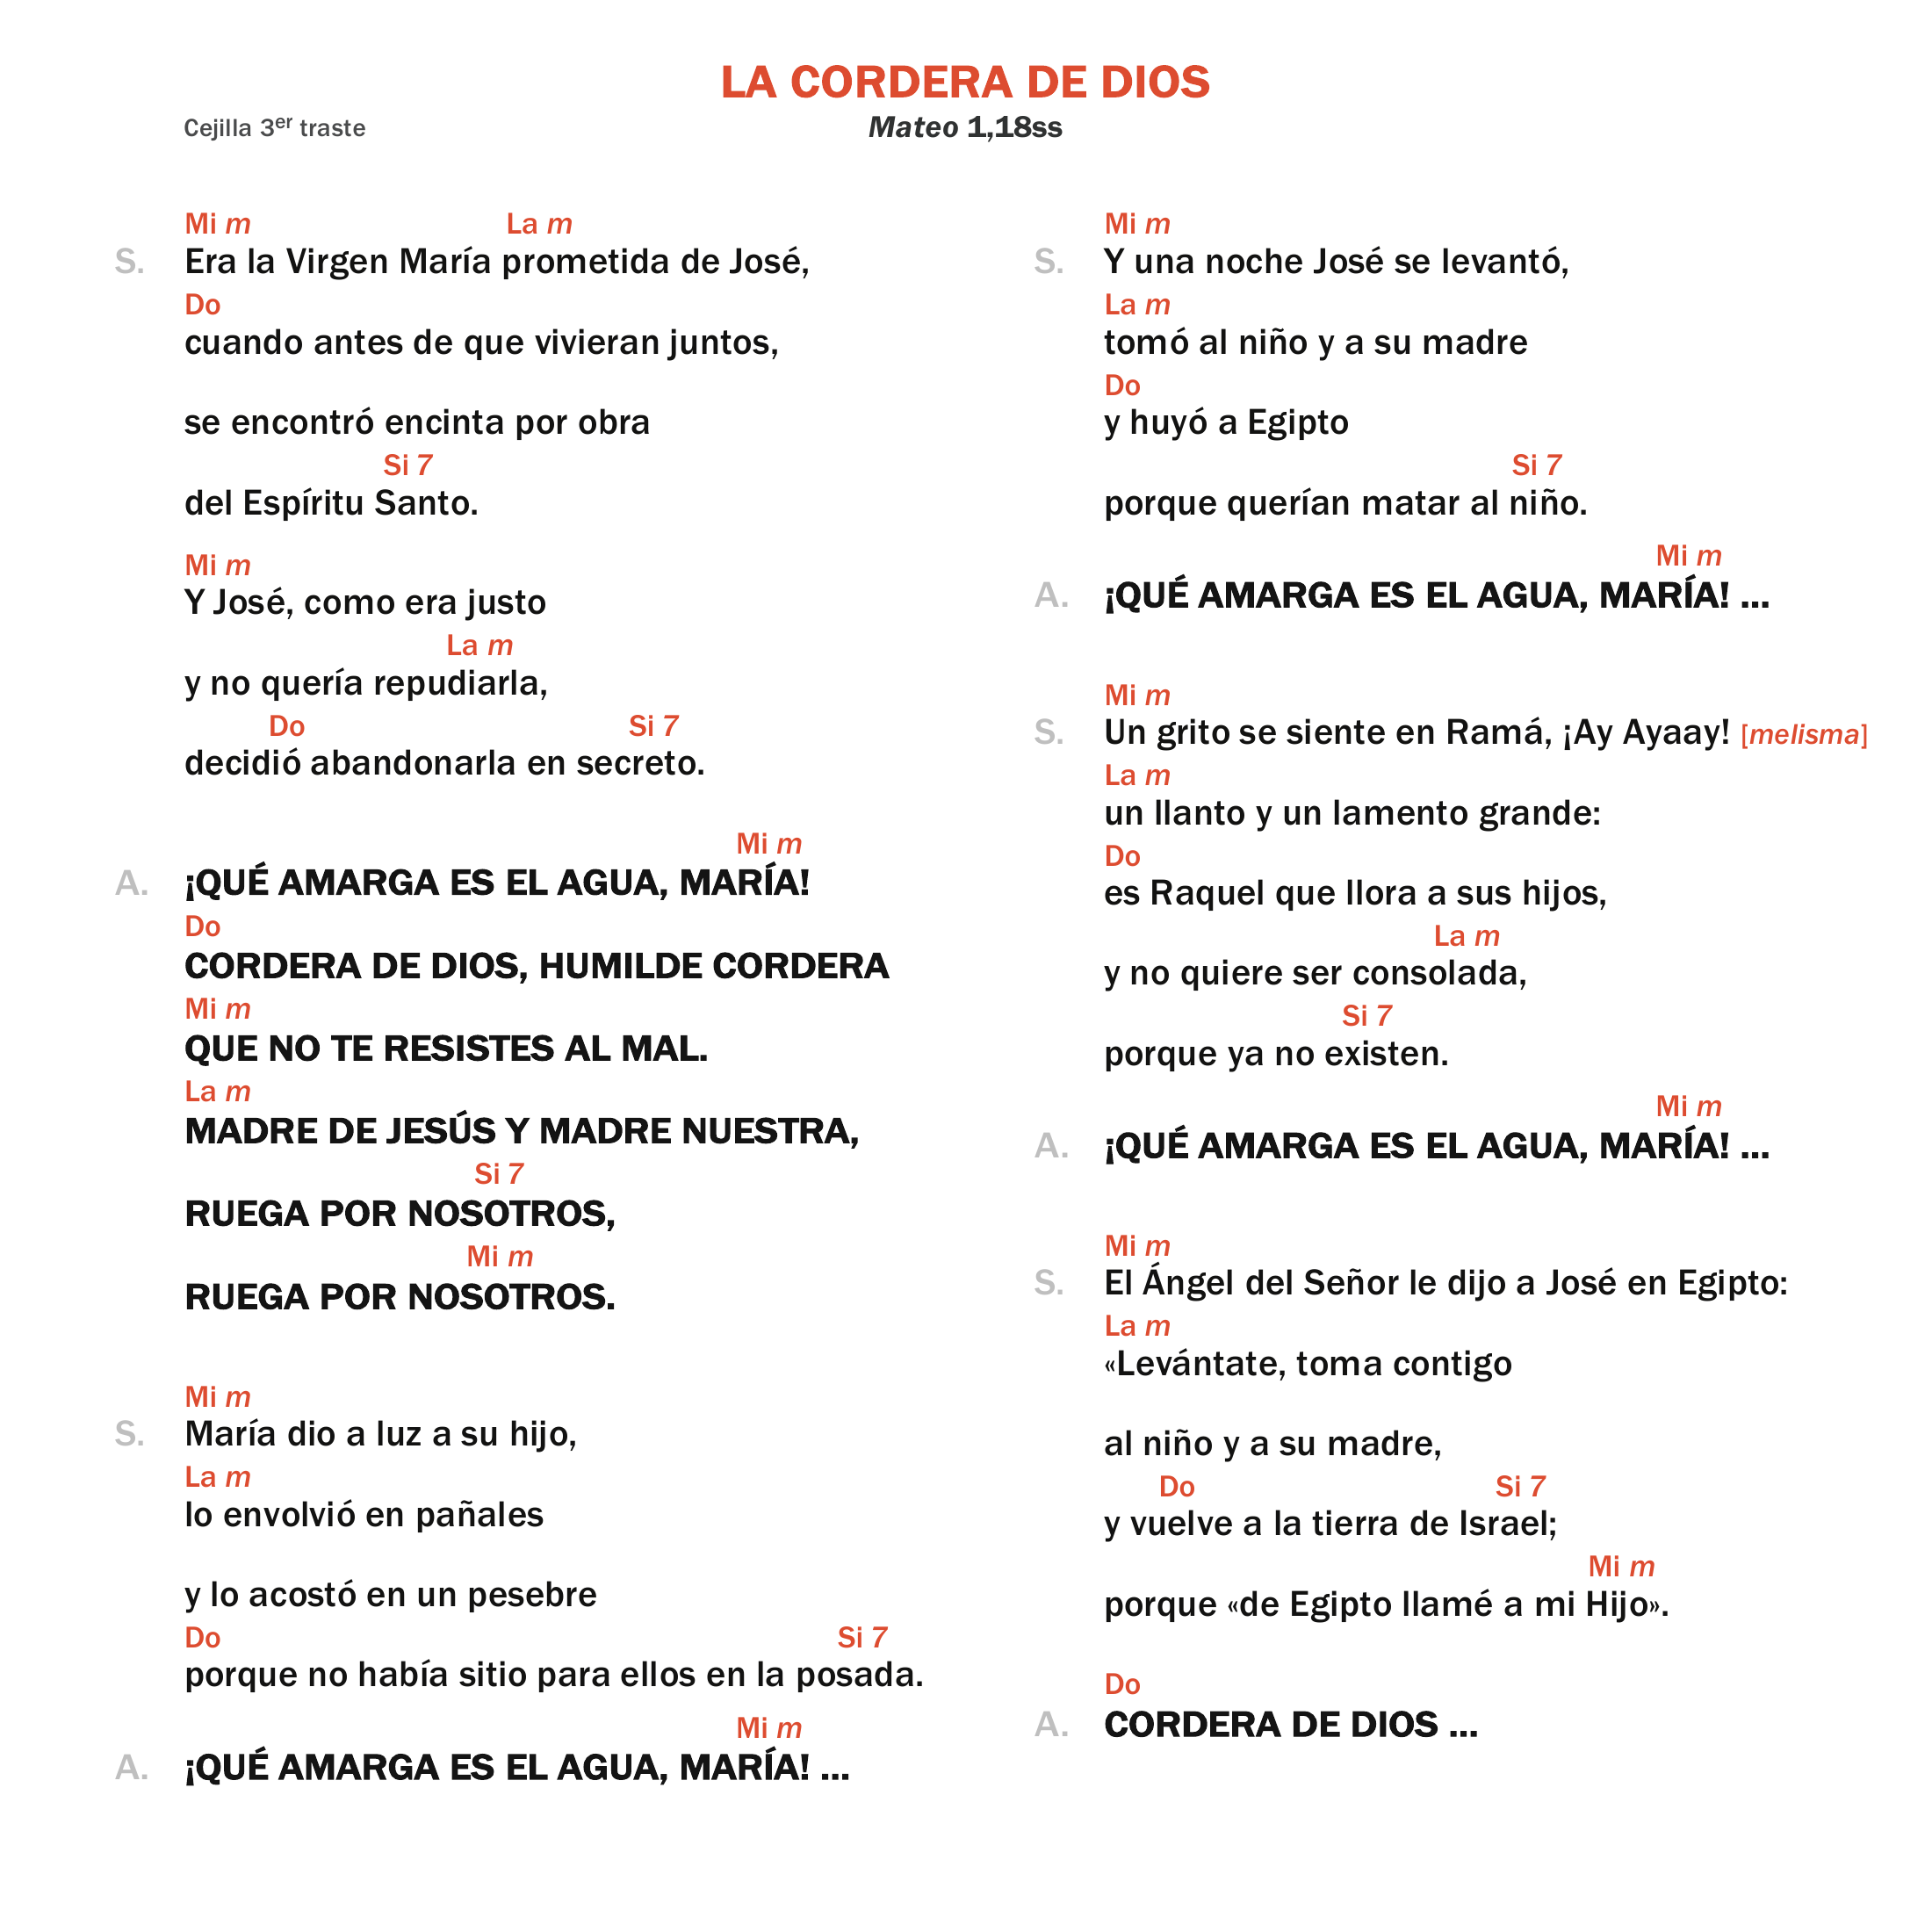 LA CORDERA DE DIOS
Cejilla 3er traste
Mateo 1,18ss
Mi m La m
S. Era la Virgen María prometida de José,
Do
cuando antes de que vivieran juntos,
se encontró encinta por obra
Si 7
del Espíritu Santo.
Mi m
Y José, como era justo
La m
y no quería repudiarla,
Do Si 7
decidió abandonarla en secreto.
Mi m
A. ¡QUÉ AMARGA ES EL AGUA, MARÍA!
Do
CORDERA DE DIOS, HUMILDE CORDERA
Mi m
QUE NO TE RESISTES AL MAL.
La m
MADRE DE JESÚS Y MADRE NUESTRA,
Si 7
RUEGA POR NOSOTROS,
Mi m
RUEGA POR NOSOTROS.
Mi m
S. María dio a luz a su hijo,
La m
lo envolvió en pañales
y lo acostó en un pesebre
Do Si 7
porque no había sitio para ellos en la posada.
Mi m
A. ¡QUÉ AMARGA ES EL AGUA, MARÍA! ...
Mi m
S. Y una noche José se levantó,
La m
tomó al niño y a su madre
Do
y huyó a Egipto
Si 7
porque querían matar al niño.
Mi m
A. ¡QUÉ AMARGA ES EL AGUA, MARÍA! ...
Mi m
S. Un grito se siente en Ramá, ¡Ay Ayaay! [melisma]
La m
un llanto y un lamento grande:
Do
es Raquel que llora a sus hijos,
La m
y no quiere ser consolada,
Si 7
porque ya no existen.
Mi m
A. ¡QUÉ AMARGA ES EL AGUA, MARÍA! ...
Mi m
S. El Ángel del Señor le dijo a José en Egipto:
La m
«Levántate, toma contigo
al niño y a su madre,
Do Si 7
y vuelve a la tierra de Israel;
Mi m
porque «de Egipto llamé a mi Hijo».
Do
A. CORDERA DE DIOS ...